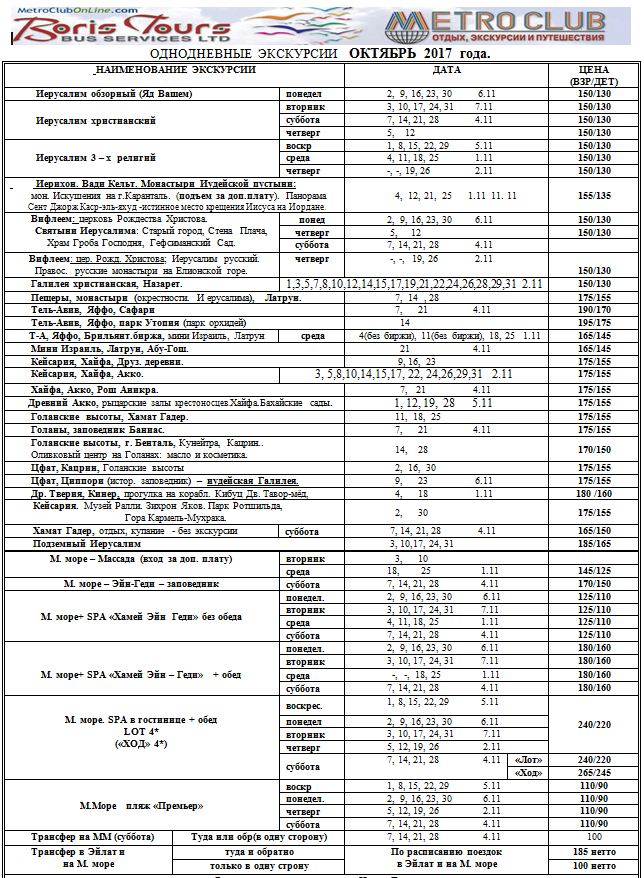 MetroClubOnLine.com
Boris Tours
BUS SERVICES LTD
METRO CLUB
ОТДЫХ, ЭКСКУРСИИ И ПУТЕШЕСТВИЯ
ОДНОДНЕВНЫЕ ЭКСКУРСИИ ОКТЯБРЬ 2017 года.
НАИМЕНОВАНИЕ ЭКСКУРСИИ ДАТА ЦЕНА
(ВЗР/ДЕТ)
Иерусалим обзорный (Яд Вашем) понедел 2, 9, 16, 23, 30 6.11 150/130
вторник 3, 10, 17, 24, 31 7.11 150/130
Иерусалим христианский суббота 7, 14, 21, 28 4.11 150/130
четверг 5, 12 150/130
воскр 1, 8, 15, 22, 29 5.11 150/130
Иерусалим 3 – х религий среда 4, 11, 18, 25 1.11 150/130
четверг -, -, 19, 26 2.11 150/130
Иерихон. Вади Кельт. Монастыри Иудейской пустыни:
мон. Искушения на г.Каранталь. (подъем за доп.плату). Панорама 4, 12, 21, 25 1.11 11. 11 155/135
Сент Джорж Каср-эль-яхуд -истинное место крещения Иисуса на Иордане.
Вифлеем: церковь Рождества Христова. понед 2, 9, 16, 23, 30 6.11 150/130
Святыни Иерусалима: Старый город, Стена Плача, четверг 5, 12 150/130
Храм Гроба Господня, Гефсиманский Сад. суббота 7, 14, 21, 28 4.11
Вифлеем: цер. Рожд. Христова; Иерусалим русский. четверг -, -, 19, 26 2.11
Правос. русские монастыри на Елионской горе. 150/130
Галилея христианская, Назарет. 1,3,5,7,8,10,12,14,15,17,19,21,22,24,26,28,29,31 2.11 150/130
Пещеры, монастыри (окрестности. И ерусалима), Латрун. 7, 14 , 28 175/155
Тель-Авив, Яффо, Сафари 7, 21 4.11 190/170
Тель-Авив, Яффо, парк Утопия (парк орхидей) 14 195/175
Т-А, Яффо, Брильянт.биржа, мини Израиль, Латрун среда 4(без биржи), 11(без биржи), 18, 25 1.11 165/145
Мини Израиль, Латрун, Абу-Гош. 21 4.11 165/145
Кейсария, Хайфа, Друз. деревни. 9, 16, 23 175/155
Кейсария, Хайфа, Акко. 3, 5,8,10,14,15,17, 22, 24,26,29,31 2.11 175/155
Хайфа, Акко, Рош Аникра. 7, 21 4.11 175/155
Древний Акко, рыцарские залы крестоносцев Хайфа.Бахайские сады. 1, 12, 19, 28 5.11 175/155
Голанские высоты, Хамат Гадер. 11, 18, 25 175/155
Голаны, заповедник Баниас. 7, 21 4.11 175/155
Голанские высоты, г. Бенталь, Кунейтра, Кацрин..
Оливковый центр на Голанах: масло и косметика. 14, 28 170/150
Цфат, Кацрин, Голанские высоты 2, 16, 30 175/155
Цфат, Циппори (истор. заповедник) – иудейская Галилея. 9, 23 6.11 175/155
Др. Тверия, Кинер, прогулка на корабл. Кибуц Дв. Тавор-мёд, 4, 18 1.11 180 /160
Кейсария. Музей Ралли. Зихрон Яков. Парк Ротшильда, 2, 30 175/155
Гора Кармель-Мухрака.
Хамат Гадер, отдых, купание - без экскурсии суббота 7, 14, 21, 28 4.11 165/150
Подземный Иерусалим 3, 10,17, 24, 31 185/165
М. море – Массада (вход за доп. плату) вторник 3, 10
среда 18, 25 1.11 145/125
М. море – Эйн-Геди – заповедник суббота 7, 14, 21, 28 4.11 170/150
понедел. 2, 9, 16, 23, 30 6.11 125/110
М. море+ SPA «Хамей Эйн Геди» без обеда вторник 3, 10, 17, 24, 31 7.11 125/110
среда 4, 11, 18, 25 1.11 125/110
суббота 7, 14, 21, 28 4.11 125/110
понедел. 2, 9, 16, 23, 30 6.11 180/160
М. море+ SPA «Хамей Эйн – Геди» + обед вторник 3, 10, 17, 24, 31 7.11 180/160
среда -, -, 18, 25 1.11 180/160
суббота 7, 14, 21, 28 4.11 180/160
воскрес. 1, 8, 15, 22, 29 5.11
М. море. SPA в гостинице + обед понедел 2, 9, 16, 23, 30 6.11 240/220
LOT 4* вторник 3, 10, 17, 24, 31 7.11
(«ХОД» 4*) четверг 5, 12, 19, 26 2.11
суббота 7, 14, 21, 28 4.11 «Лот» 240/220
«Ход» 265/245
воскр 1, 8, 15, 22, 29 5.11 110/90
М.Море пляж «Премьер» понедел. 2, 9, 16, 23, 30 6.11 110/90
четверг 5, 12, 19, 26 2.11 110/90
суббота 7, 14, 21, 28 4.11 110/90
Трансфер на ММ (суббота) Туда или обр(в одну сторону) 7, 14, 21, 28 4.11 100
Трансфер в Эйлат и туда и обратно По расписанию поездок 185 нетто
на М. море только в одну строну в Эйлат и на М. море 100 нетто